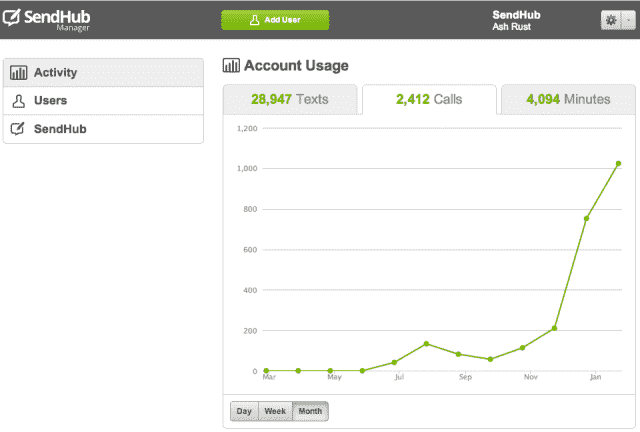 SendHub
Manager
Add User
SendHub
Ash Rust
Activity
Users
SendHub
Account Usage
28,947 Texts
2,412 Calls
4,094 Minutes
1,200
1,000
800
600
400
200
0
Mar May Jul Sep Nov Jan
Day Week Month